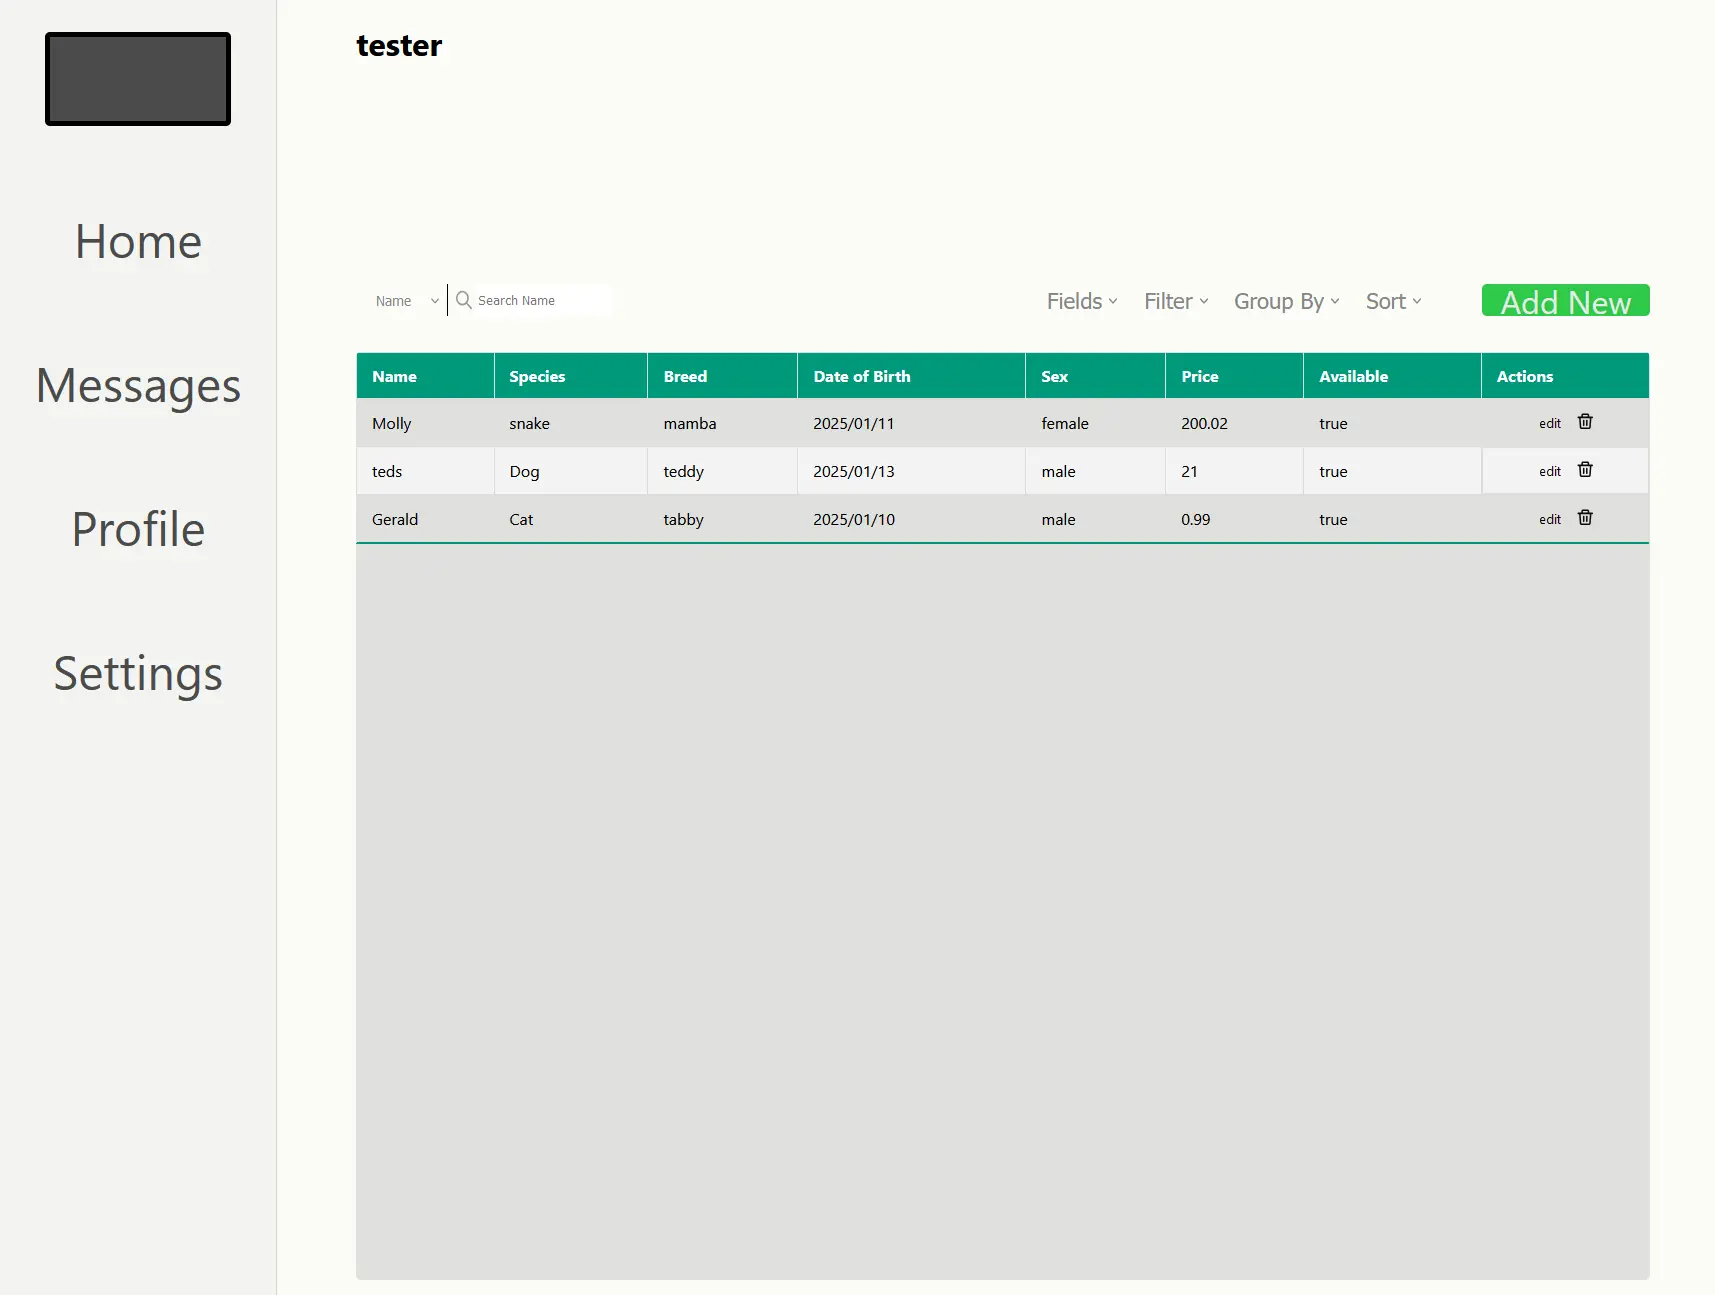 tester
Home
Messages
Profile
Settings
Name Search Name Fields Filter Group By Sort Add New
Name Species Breed Date of Birth Sex Price Available Actions
Molly snake mamba 2025/01/11 female 200.02 true edit
teds Dog teddy 2025/01/13 male 21 true edit
Gerald Cat tabby 2025/01/10 male 0.99 true edit